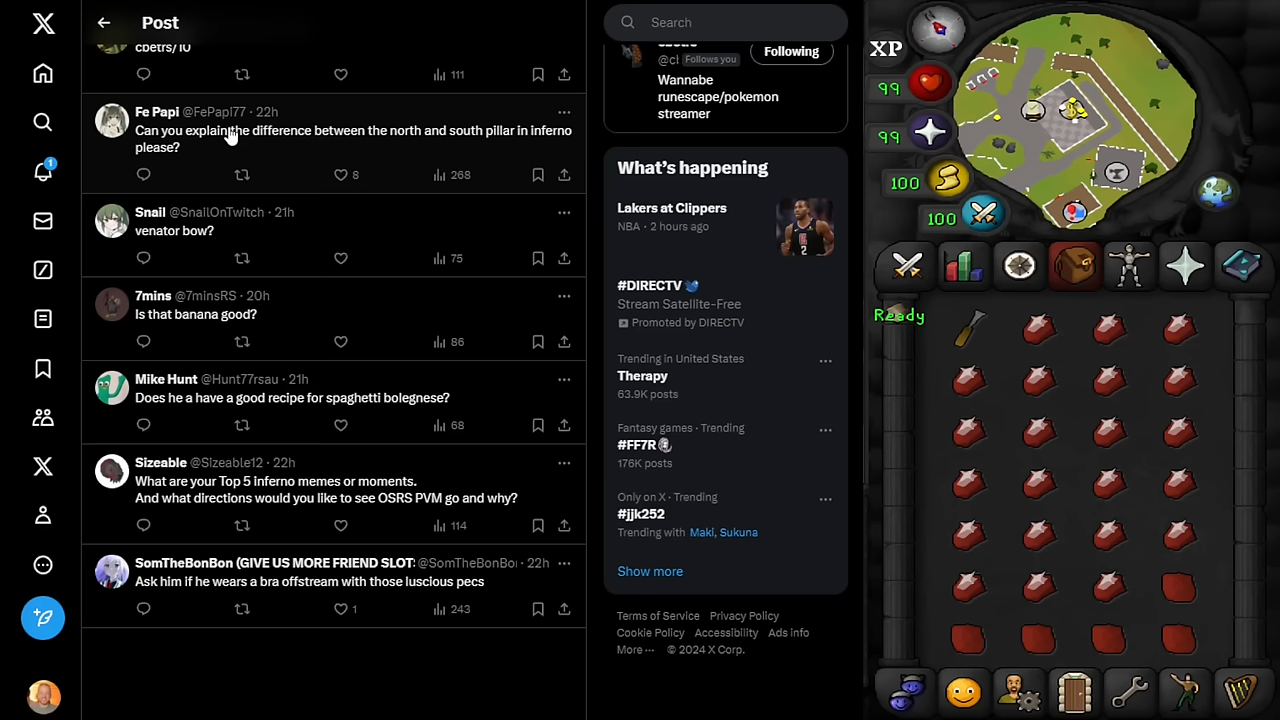 Post
Search
XP
cbetrs/10
111
Following
@cl Follows you
Wannabe
runescape/pokemon
streamer
99
99
100
100
Fe Papi @FePapI77 · 22h
Can you explain the difference between the north and south pillar in inferno
please?
8
268
Snail @SnailOnTwitch · 21h
venator bow?
75
7mins @7minsRS · 20h
Is that banana good?
86
Mike Hunt @Hunt77rsau · 21h
Does he a have a good recipe for spaghetti bolegnese?
68
Sizeable @Sizeable12 · 22h
What are your Top 5 inferno memes or moments.
And what directions would you like to see OSRS PVM go and why?
114
SomTheBonBon (GIVE US MORE FRIEND SLOT: @SomTheBonBo · 22h
Ask him if he wears a bra offstream with those luscious pecs
1
243
1
What's happening
Lakers at Clippers
NBA · 2 hours ago
#DIRECTV
Stream Satellite-Free
Promoted by DIRECTV
Trending in United States
Therapy
63.9K posts
Fantasy games · Trending
#FF7R
176K posts
Only on X · Trending
#jjk252
Trending with Maki, Sukuna
Show more
Terms of Service Privacy Policy
Cookie Policy Accessibility Ads info
More ··· © 2024 X Corp.
Ready